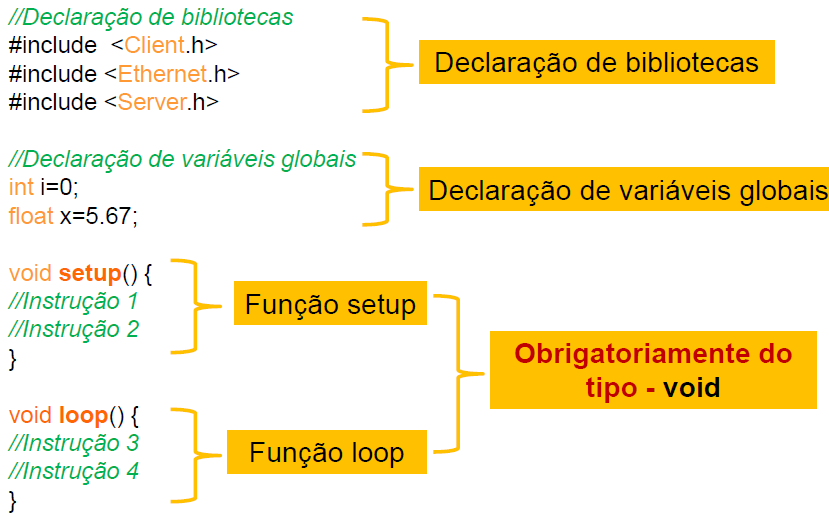 //Declaração de bibliotecas
#include  <Client.h>
#include <Ethernet.h>
#include <Server.h>
Declaração de bibliotecas
//Declaração de variáveis globais
int i=0;
float x=5.67;
Declaração de variáveis globais
void setup() {
//Instrução 1
//Instrução 2
}
Função setup
void loop() {
//Instrução 3
//Instrução 4
}
Função loop
Obrigatoriamente do
tipo - void